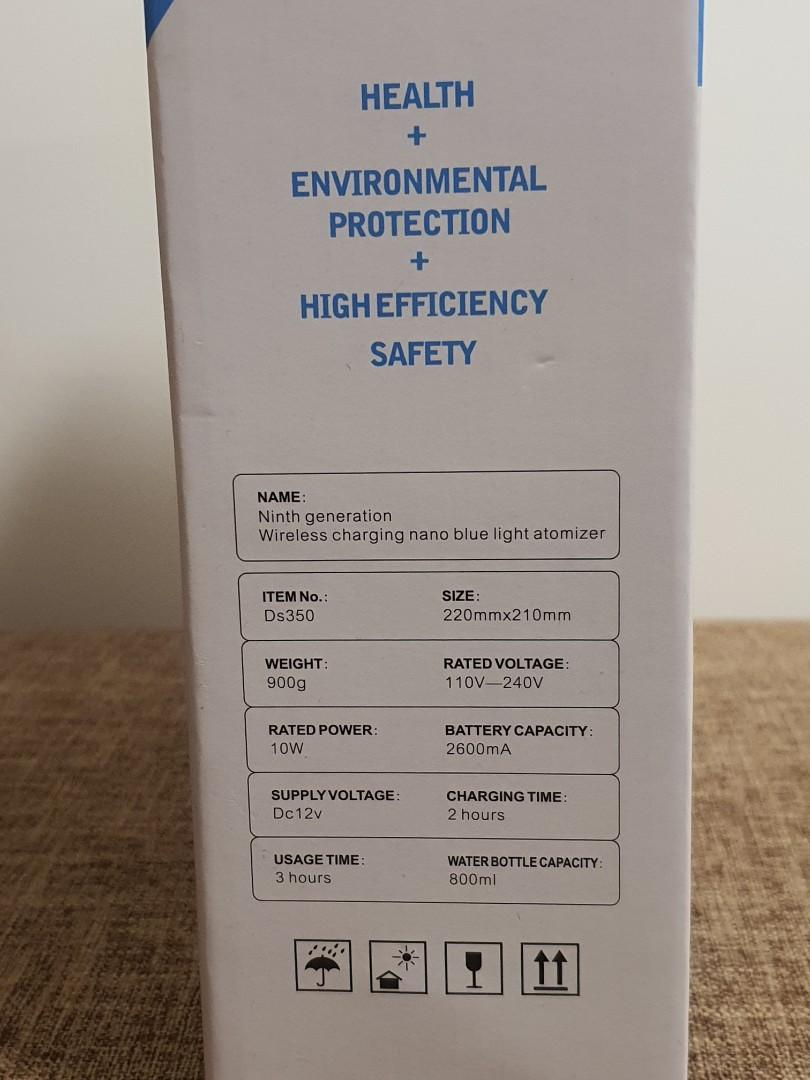 HEALTH
+
ENVIRONMENTAL
PROTECTION
+
HIGH EFFICIENCY
SAFETY
NAME:
Ninth generation
Wireless charging nano blue light atomizer
ITEM No.: SIZE:
Ds350 220mmx210mm
WEIGHT: RATED VOLTAGE:
900g 110V—240V
RATED POWER: BATTERY CAPACITY:
10W 2600mA
SUPPLY VOLTAGE: CHARGING TIME:
Dc12v 2 hours
USAGE TIME: WATER BOTTLE CAPACITY:
3 hours 800ml